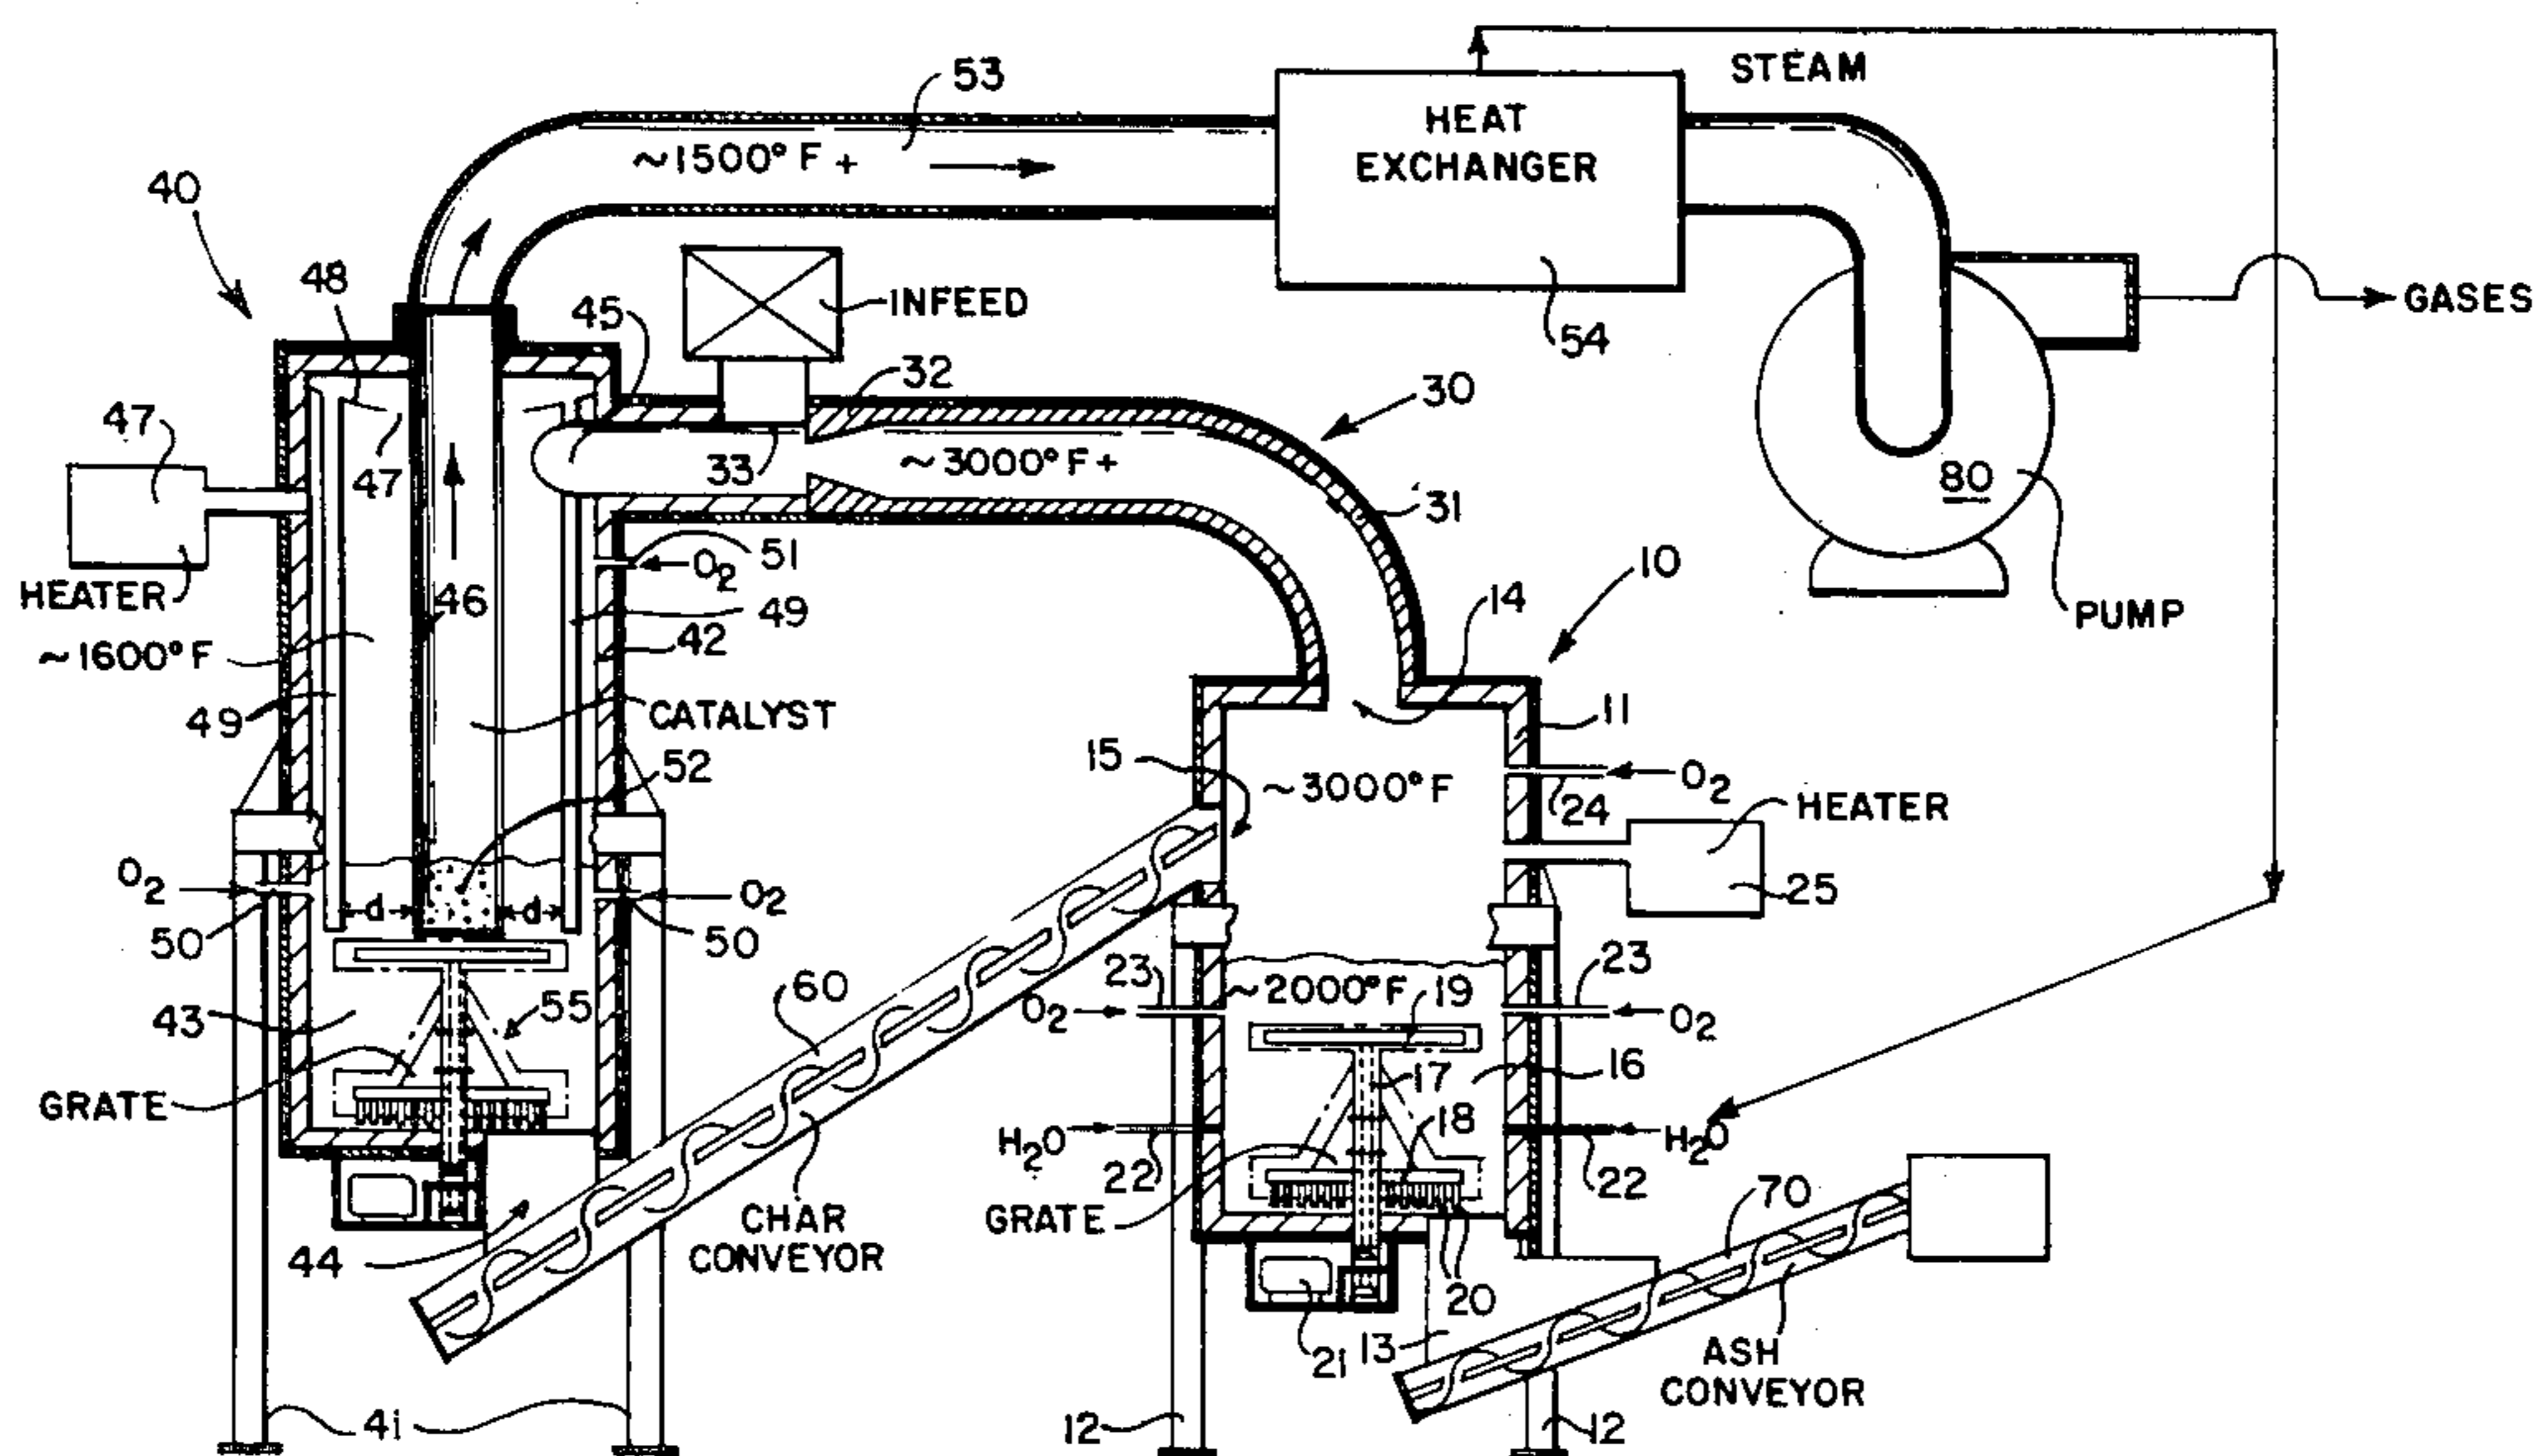 53
STEAM
HEAT
EXCHANGER
~1500° F +
40
48
INFEED
45
54
GASES
32
30
47
47
33
~3000°F+
31
80
HEATER
46
51
O2
49
42
10
14
PUMP
~1600°F
49
CATALYST
11
15
52
~3000°F
O2
24
HEATER
25
O2
50
d
d
O2
50
60
23
~2000°F
19
23
O2
O2
43
55
GRATE
17
16
18
H2O
22
H2O
22
GRATE
70
CHAR
CONVEYOR
44
20
21
13
ASH
CONVEYOR
41
12
12